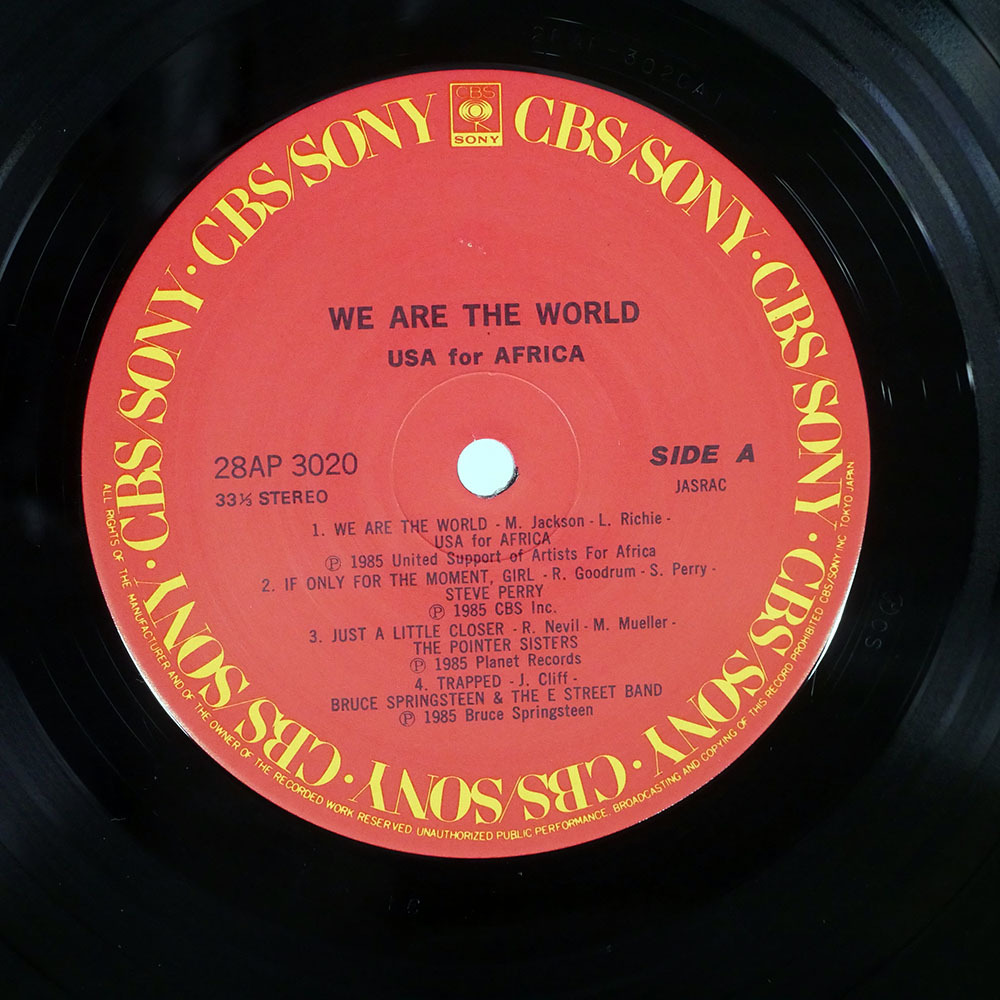 CBS
SONY
CBS/SONY · CBS/SONY · CBS/SONY · CBS/SONY · CBS/SONY · CBS/SONY · CBS/SONY · CBS/SONY · CBS/SONY
WE ARE THE WORLD
USA for AFRICA
28AP 3020
33⅓ STEREO
SIDE A
JASRAC
1. WE ARE THE WORLD - M. Jackson - L. Richie -
USA for AFRICA
Ⓟ 1985 United Support of Artists For Africa
2. IF ONLY FOR THE MOMENT, GIRL - R. Goodrum - S. Perry -
STEVE PERRY
Ⓟ 1985 CBS Inc.
3. JUST A LITTLE CLOSER - R. Nevil - M. Mueller -
THE POINTER SISTERS
Ⓟ 1985 Planet Records
4. TRAPPED - J. Cliff -
BRUCE SPRINGSTEEN & THE E STREET BAND
Ⓟ 1985 Bruce Springsteen
ALL RIGHTS OF THE MANUFACTURER AND OF THE OWNER OF THE RECORDED WORK RESERVED. UNAUTHORIZED PUBLIC PERFORMANCE, BROADCASTING AND COPYING OF THIS RECORD PROHIBITED CBS/SONY INC TOKYO JAPAN